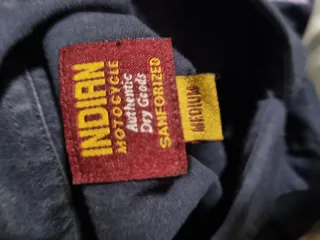 INDIAN
MOTOCYCLE
Authentic
Dry Goods
SANFORIZED
MEDIUM